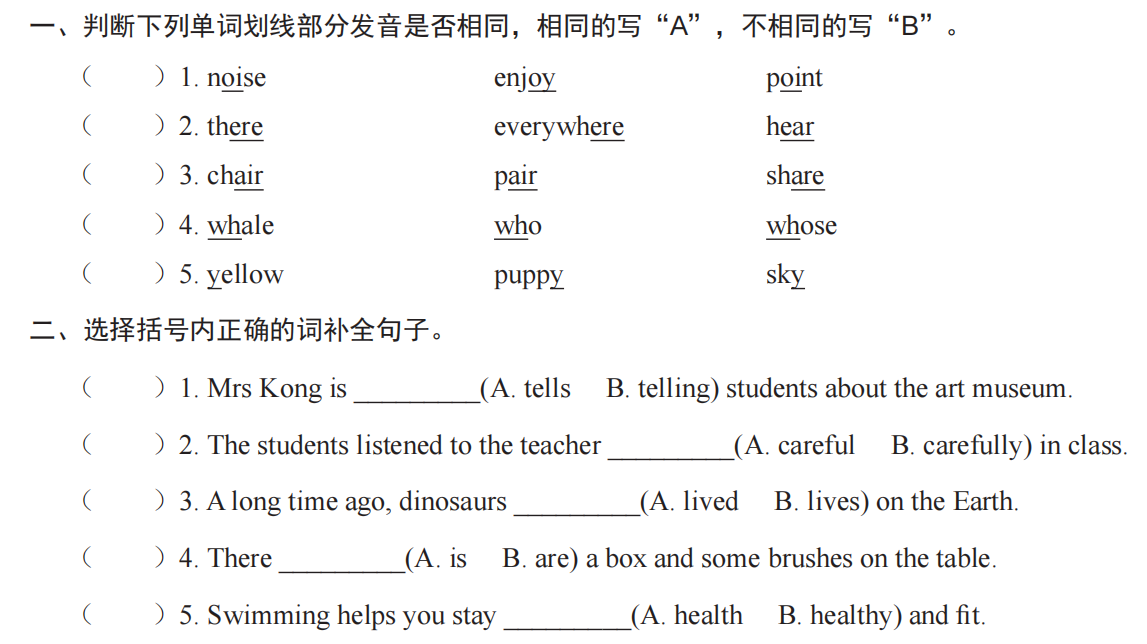 一、判断下列单词划线部分发音是否相同，相同的写“A”，不相同的写“B”。
（　　）1. noise　　enjoy　　point
（　　）2. there　　everywhere　　hear
（　　）3. chair　　pair　　share
（　　）4. whale　　who　　whose
（　　）5. yellow　　puppy　　sky
二、选择括号内正确的词补全句子。
（　　）1. Mrs Kong is _________(A. tells　B. telling) students about the art museum.
（　　）2. The students listened to the teacher _________(A. careful　B. carefully) in class.
（　　）3. A long time ago, dinosaurs _________(A. lived　B. lives) on the Earth.
（　　）4. There _________(A. is　B. are) a box and some brushes on the table.
（　　）5. Swimming helps you stay _________(A. health　B. healthy) and fit.